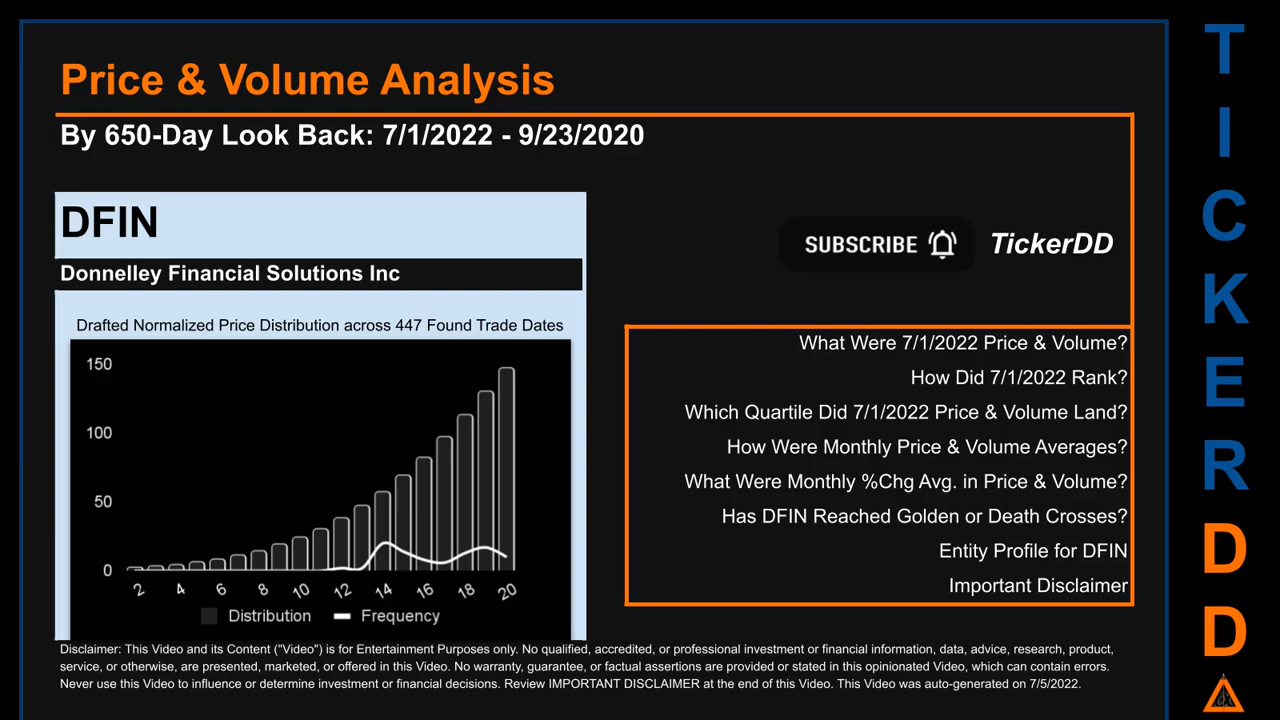 Price & Volume Analysis
By 650-Day Look Back: 7/1/2022 - 9/23/2020
DFIN
Donnelley Financial Solutions Inc
Drafted Normalized Price Distribution across 447 Found Trade Dates
150
100
50
0
2 4 6 8 10 12 14 16 18 20
Distribution Frequency
SUBSCRIBE TickerDD
What Were 7/1/2022 Price & Volume?
How Did 7/1/2022 Rank?
Which Quartile Did 7/1/2022 Price & Volume Land?
How Were Monthly Price & Volume Averages?
What Were Monthly %Chg Avg. in Price & Volume?
Has DFIN Reached Golden or Death Crosses?
Entity Profile for DFIN
Important Disclaimer
Disclaimer: This Video and its Content ("Video") is for Entertainment Purposes only. No qualified, accredited, or professional investment or financial information, data, advice, research, product,
service, or otherwise, are presented, marketed, or offered in this Video. No warranty, guarantee, or factual assertions are provided or stated in this opinionated Video, which can contain errors.
Never use this Video to influence or determine investment or financial decisions. Review IMPORTANT DISCLAIMER at the end of this Video. This Video was auto-generated on 7/5/2022.
T
I
C
K
E
R
D
D